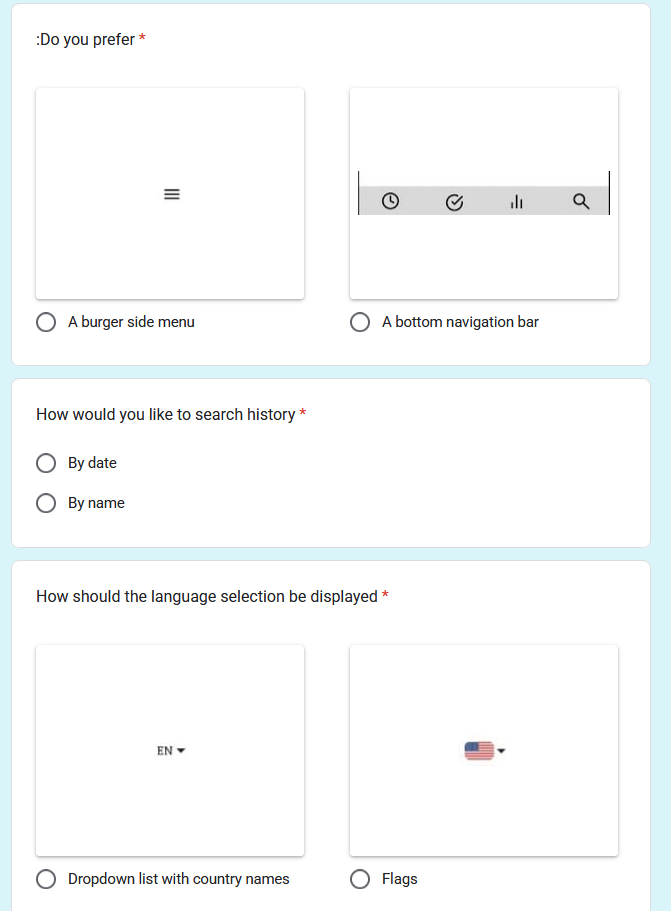 :Do you prefer *
A burger side menu
A bottom navigation bar
How would you like to search history *
By date
By name
How should the language selection be displayed *
EN
Dropdown list with country names
Flags